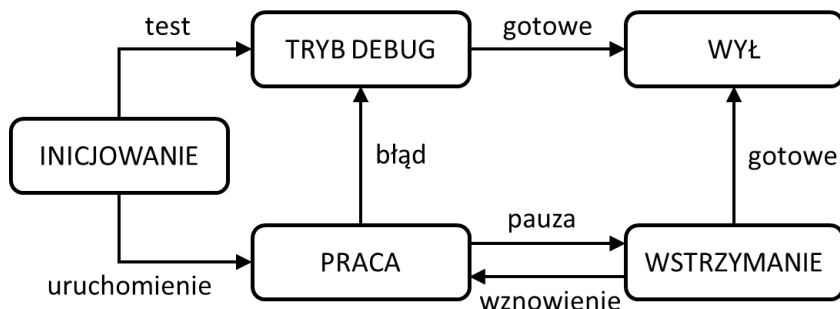 test
gotowe
TRYB DEBUG
WYŁ
INICJOWANIE
błąd
gotowe
pauza
PRACA
WSTRZYMANIE
uruchomienie
wznowienie